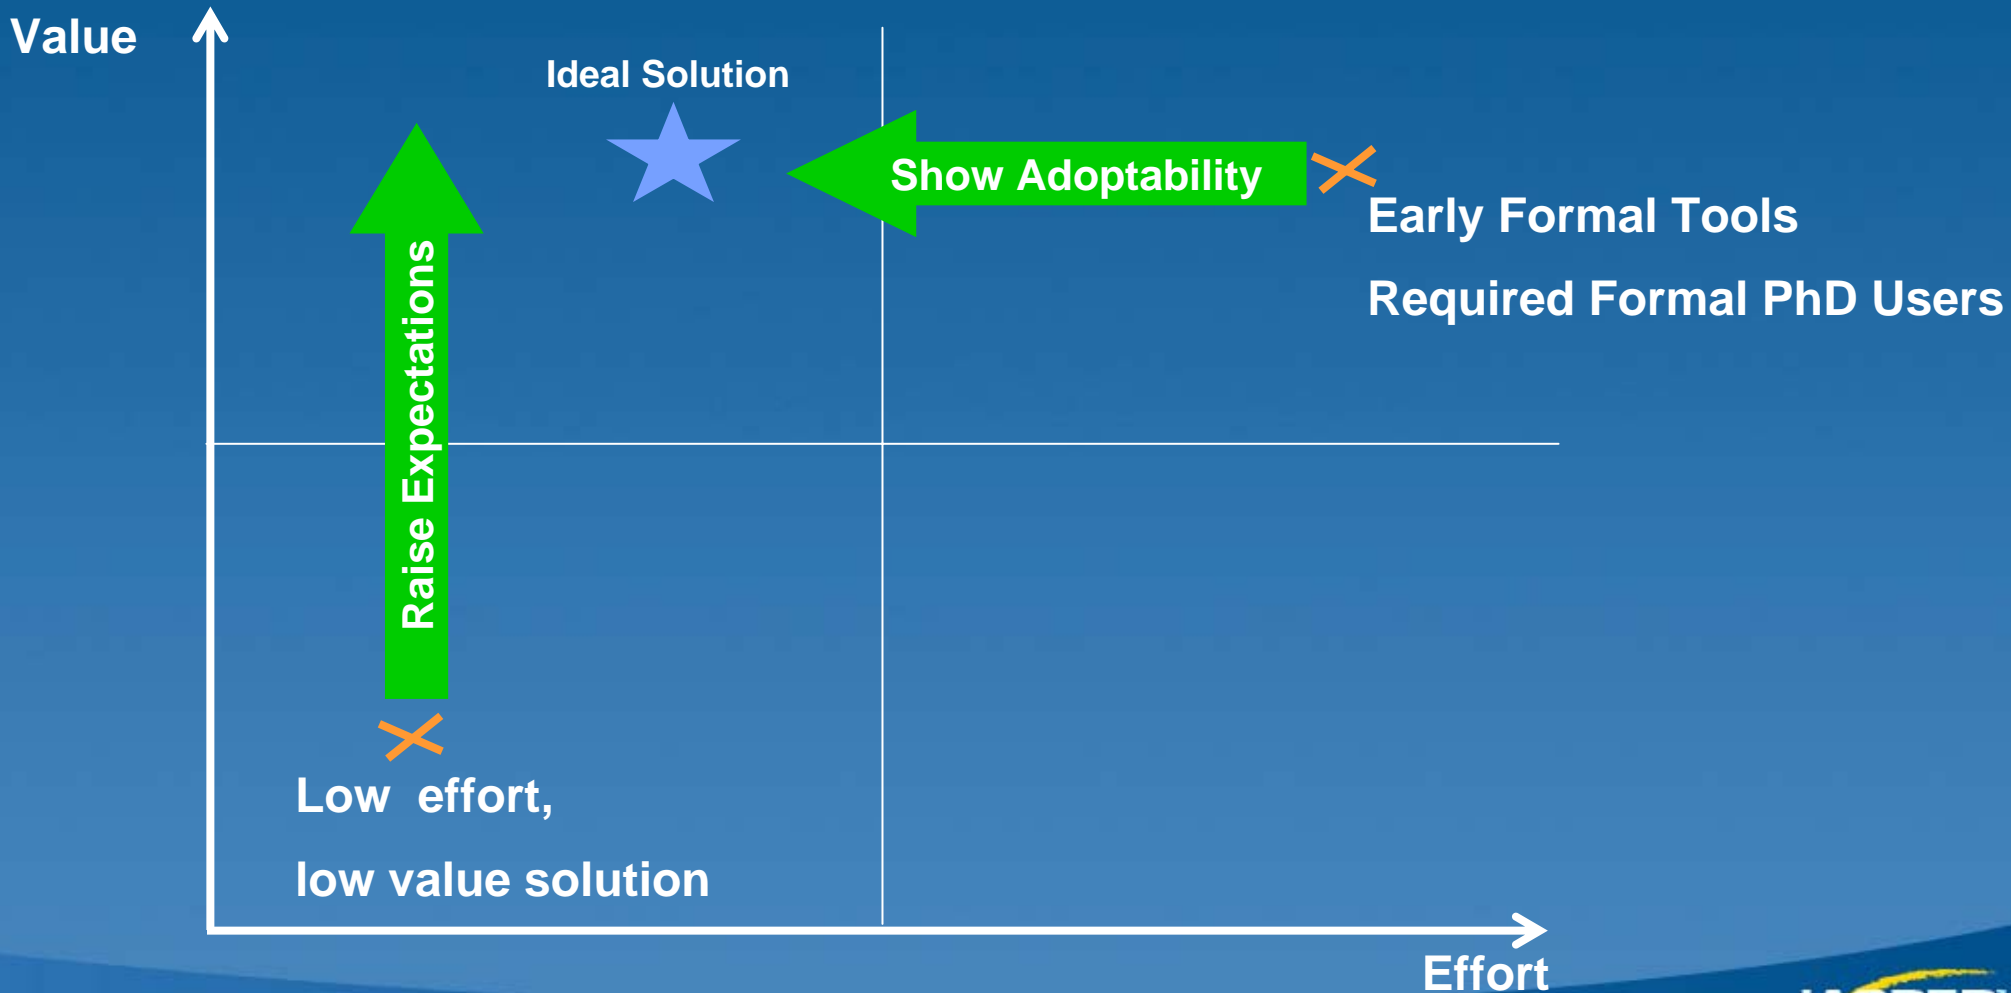 Value
Ideal Solution
Show Adoptability
Early Formal Tools
Required Formal PhD Users
Raise Expectations
Low effort,
low value solution
Effort